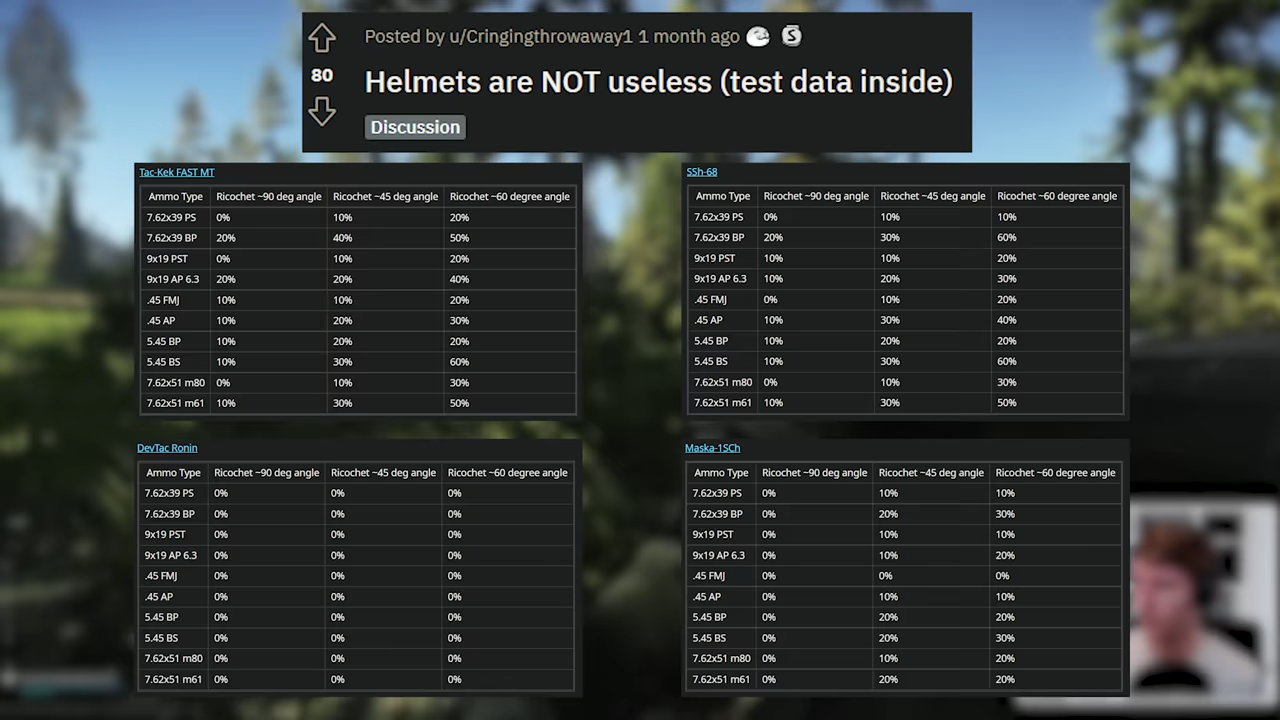 Posted by u/Cringingthrowaway1 1 month ago
80
Helmets are NOT useless (test data inside)
Discussion
Tac-Kek FAST MT
Ammo Type Ricochet ~90 deg angle Ricochet ~45 deg angle Ricochet ~60 degree angle
7.62x39 PS 0% 10% 20%
7.62x39 BP 20% 40% 50%
9x19 PST 0% 10% 20%
9x19 AP 6.3 20% 20% 40%
.45 FMJ 10% 10% 20%
.45 AP 10% 20% 30%
5.45 BP 10% 20% 20%
5.45 BS 10% 30% 60%
7.62x51 m80 0% 10% 30%
7.62x51 m61 10% 30% 50%
SSh-68
Ammo Type Ricochet ~90 deg angle Ricochet ~45 deg angle Ricochet ~60 degree angle
7.62x39 PS 0% 10% 10%
7.62x39 BP 20% 30% 60%
9x19 PST 10% 10% 20%
9x19 AP 6.3 10% 20% 30%
.45 FMJ 0% 10% 20%
.45 AP 10% 30% 40%
5.45 BP 10% 20% 20%
5.45 BS 10% 30% 60%
7.62x51 m80 0% 10% 30%
7.62x51 m61 10% 30% 50%
DevTac Ronin
Ammo Type Ricochet ~90 deg angle Ricochet ~45 deg angle Ricochet ~60 degree angle
7.62x39 PS 0% 0% 0%
7.62x39 BP 0% 0% 0%
9x19 PST 0% 0% 0%
9x19 AP 6.3 0% 0% 0%
.45 FMJ 0% 0% 0%
.45 AP 0% 0% 0%
5.45 BP 0% 0% 0%
5.45 BS 0% 0% 0%
7.62x51 m80 0% 0% 0%
7.62x51 m61 0% 0% 0%
Maska-1SCh
Ammo Type Ricochet ~90 deg angle Ricochet ~45 deg angle Ricochet ~60 degree angle
7.62x39 PS 0% 10% 10%
7.62x39 BP 0% 20% 30%
9x19 PST 0% 10% 10%
9x19 AP 6.3 0% 10% 20%
.45 FMJ 0% 0% 0%
.45 AP 0% 10% 10%
5.45 BP 0% 20% 20%
5.45 BS 0% 20% 30%
7.62x51 m80 0% 10% 20%
7.62x51 m61 0% 20% 20%